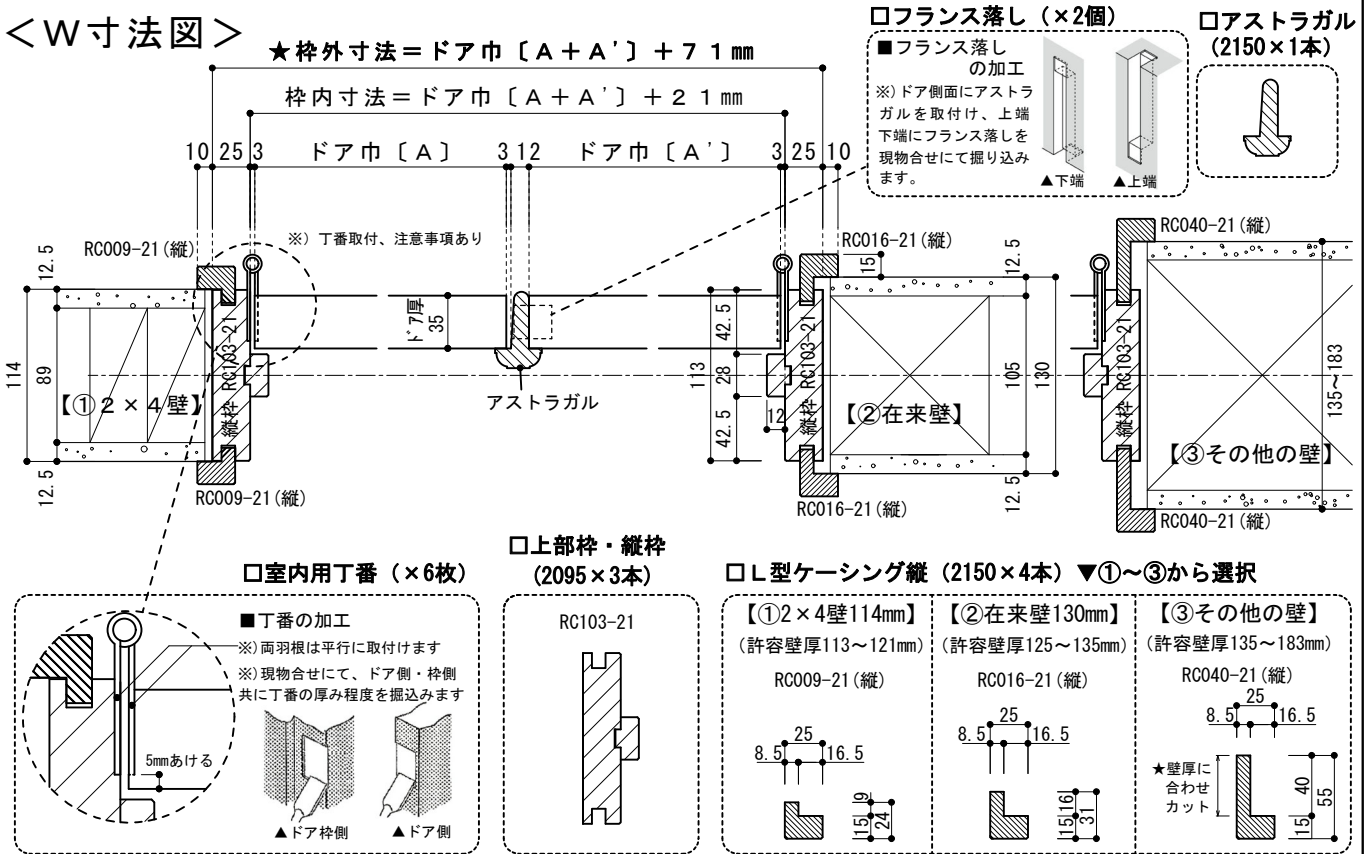 ＜W寸法図＞
★枠外寸法＝ドア巾〔A＋A'〕＋71mm
枠内寸法＝ドア巾〔A＋A'〕＋21mm
10 25 3 ドア巾〔A〕 3 12 ドア巾〔A'〕 3 25 10
□フランス落し（×2個）
■フランス落し
の加工
※)ドア側面にアストラ
ガルを取付け、上端
下端にフランス落しを
現物合せにて掘り込み
ます。
▲下端 ▲上端
□アストラガル
(2150×1本)
RC009-21(縦)
※）丁番取付、注意事項あり
RC016-21(縦)
RC040-21(縦)
12.5
114
89
12.5
【①2×4壁】
縦枠 RC103-21
RC009-21(縦)
ドア厚
35
アストラガル
15
12.5
113
42.5
28
42.5
12
縦枠 RC103-21
【②在来壁】
105
130
12.5
RC016-21(縦)
縦枠 RC103-21
【③その他の壁】
135～183
RC040-21(縦)
□室内用丁番（×6枚）
■丁番の加工
※)両羽根は平行に取付けます
※)現物合せにて、ドア側・枠側
共に丁番の厚み程度を掘込みます
5mmあける
▲ドア枠側 ▲ドア側
□上部枠・縦枠
(2095×3本)
RC103-21
□L型ケーシング縦（2150×4本）▼①～③から選択
【①2×4壁114mm】
(許容壁厚113～121mm)
RC009-21(縦)
25
8.5 16.5
9
15
24
【②在来壁130mm】
(許容壁厚125～135mm)
RC016-21(縦)
25
8.5 16.5
16
15
31
【③その他の壁】
(許容壁厚135～183mm)
RC040-21(縦)
25
8.5 16.5
★壁厚に
合わせ
カット
40
15
55